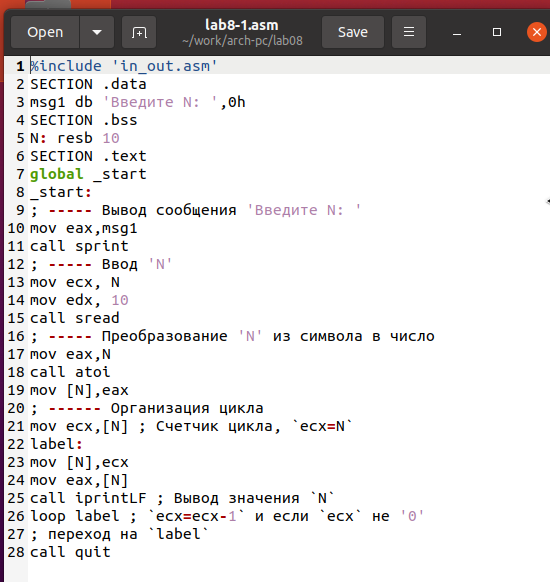 Open
lab8-1.asm
~/work/arch-pc/lab08
Save
1 %include 'in_out.asm'
2 SECTION .data
3 msg1 db 'Введите N: ',0h
4 SECTION .bss
5 N: resb 10
6 SECTION .text
7 global _start
8 _start:
9 ; ----- Вывод сообщения 'Введите N: '
10 mov eax,msg1
11 call sprint
12 ; ----- Ввод 'N'
13 mov ecx, N
14 mov edx, 10
15 call sread
16 ; ----- Преобразование 'N' из символа в число
17 mov eax,N
18 call atoi
19 mov [N],eax
20 ; ------ Организация цикла
21 mov ecx,[N] ; Счетчик цикла, `ecx=N`
22 label:
23 mov [N],ecx
24 mov eax,[N]
25 call iprintLF ; Вывод значения `N`
26 loop label ; `ecx=ecx-1` и если `ecx` не '0'
27 ; переход на `label`
28 call quit